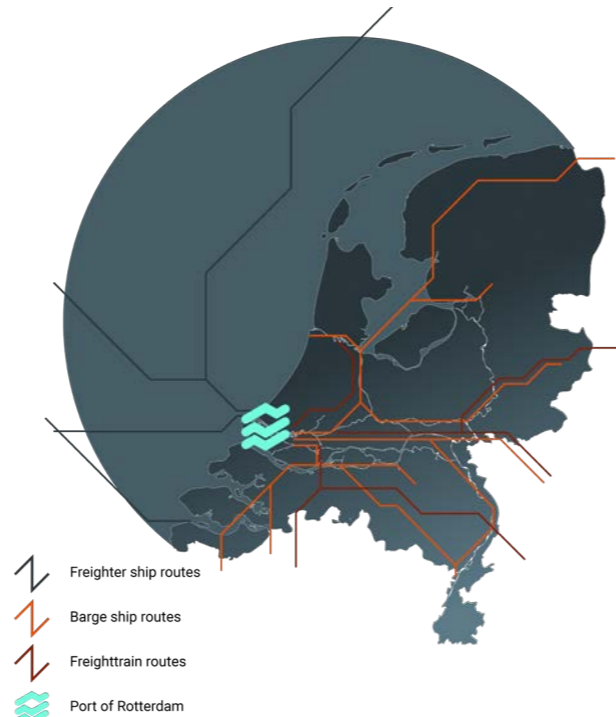 Freighter ship routes
Barge ship routes
Freighttrain routes
Port of Rotterdam